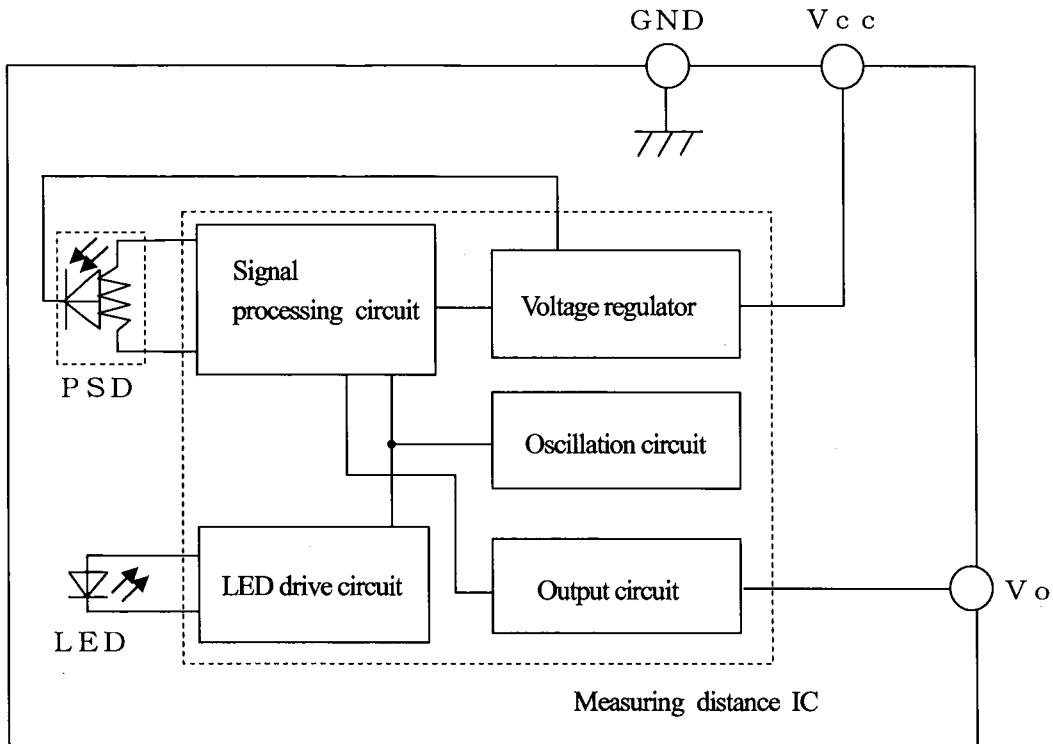 GND
Vcc
Signal
processing circuit
Voltage regulator
PSD
Oscillation circuit
LED drive circuit
Output circuit
Vo
LED
Measuring distance IC